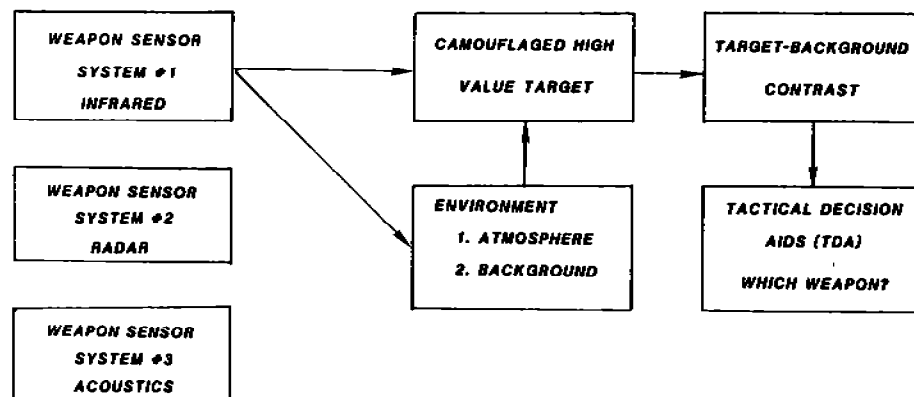 WEAPON SENSOR
SYSTEM #1
INFRARED
CAMOUFLAGED HIGH
VALUE TARGET
TARGET-BACKGROUND
CONTRAST
WEAPON SENSOR
SYSTEM #2
RADAR
ENVIRONMENT
1. ATMOSPHERE
2. BACKGROUND
TACTICAL DECISION
AIDS (TDA)
WHICH WEAPON?
WEAPON SENSOR
SYSTEM #3
ACOUSTICS